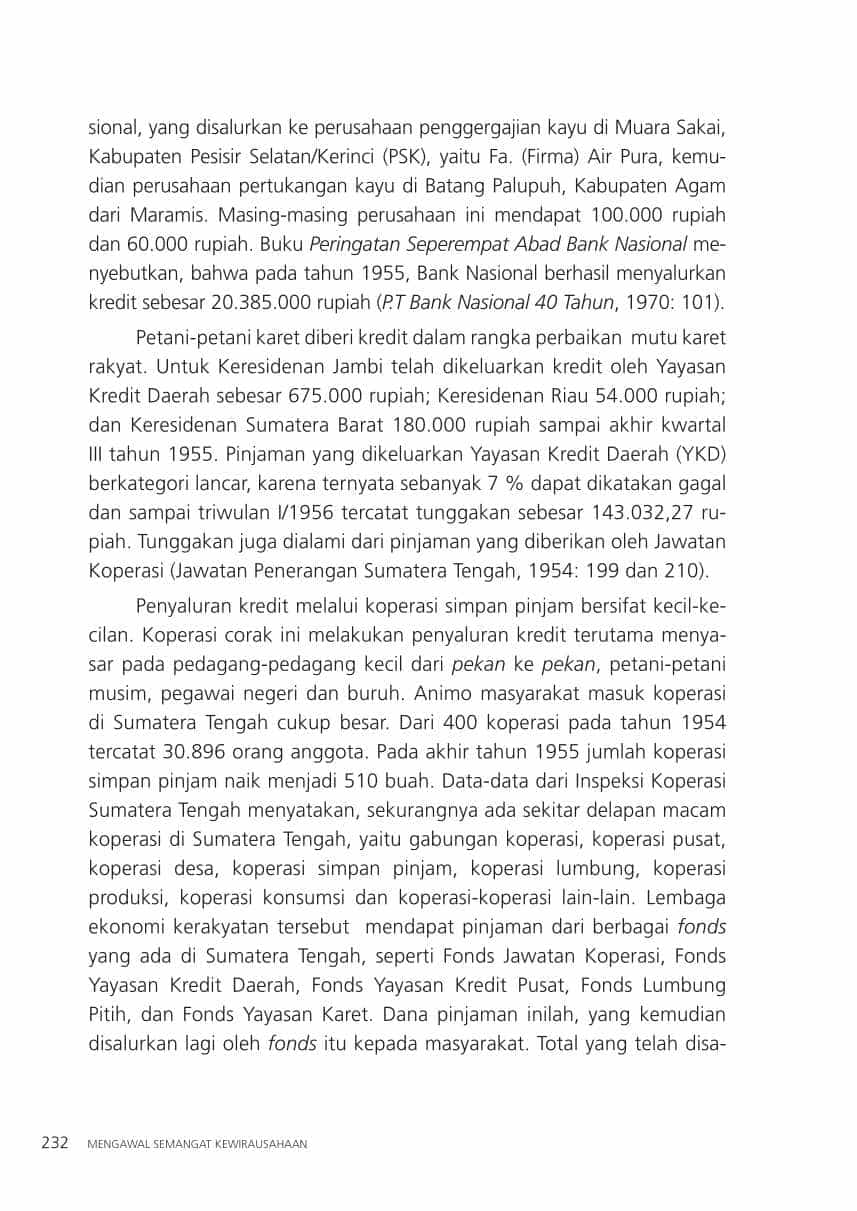 sional, yang disalurkan ke perusahaan penggergajian kayu di Muara Sakai,
Kabupaten Pesisir Selatan/Kerinci (PSK), yaitu Fa. (Firma) Air Pura, kemu-
dian perusahaan pertukangan kayu di Batang Palupuh, Kabupaten Agam
dari Maramis. Masing-masing perusahaan ini mendapat 100.000 rupiah
dan 60.000 rupiah. Buku Peringatan Seperempat Abad Bank Nasional me-
nyebutkan, bahwa pada tahun 1955, Bank Nasional berhasil menyalurkan
kredit sebesar 20.385.000 rupiah (P.T Bank Nasional 40 Tahun, 1970: 101).
Petani-petani karet diberi kredit dalam rangka perbaikan  mutu karet
rakyat. Untuk Keresidenan Jambi telah dikeluarkan kredit oleh Yayasan
Kredit Daerah sebesar 675.000 rupiah; Keresidenan Riau 54.000 rupiah;
dan Keresidenan Sumatera Barat 180.000 rupiah sampai akhir kwartal
III tahun 1955. Pinjaman yang dikeluarkan Yayasan Kredit Daerah (YKD)
berkategori lancar, karena ternyata sebanyak 7 % dapat dikatakan gagal
dan sampai triwulan I/1956 tercatat tunggakan sebesar 143.032,27 ru-
piah. Tunggakan juga dialami dari pinjaman yang diberikan oleh Jawatan
Koperasi (Jawatan Penerangan Sumatera Tengah, 1954: 199 dan 210).
Penyaluran kredit melalui koperasi simpan pinjam bersifat kecil-ke-
cilan. Koperasi corak ini melakukan penyaluran kredit terutama menya-
sar pada pedagang-pedagang kecil dari pekan ke pekan, petani-petani
musim, pegawai negeri dan buruh. Animo masyarakat masuk koperasi
di Sumatera Tengah cukup besar. Dari 400 koperasi pada tahun 1954
tercatat 30.896 orang anggota. Pada akhir tahun 1955 jumlah koperasi
simpan pinjam naik menjadi 510 buah. Data-data dari Inspeksi Koperasi
Sumatera Tengah menyatakan, sekurangnya ada sekitar delapan macam
koperasi di Sumatera Tengah, yaitu gabungan koperasi, koperasi pusat,
koperasi desa, koperasi simpan pinjam, koperasi lumbung, koperasi
produksi, koperasi konsumsi dan koperasi-koperasi lain-lain. Lembaga
ekonomi kerakyatan tersebut  mendapat pinjaman dari berbagai fonds
yang ada di Sumatera Tengah, seperti Fonds Jawatan Koperasi, Fonds
Yayasan Kredit Daerah, Fonds Yayasan Kredit Pusat, Fonds Lumbung
Pitih, dan Fonds Yayasan Karet. Dana pinjaman inilah, yang kemudian
disalurkan lagi oleh fonds itu kepada masyarakat. Total yang telah disa-
232 MENGAWAL SEMANGAT KEWIRAUSAHAAN